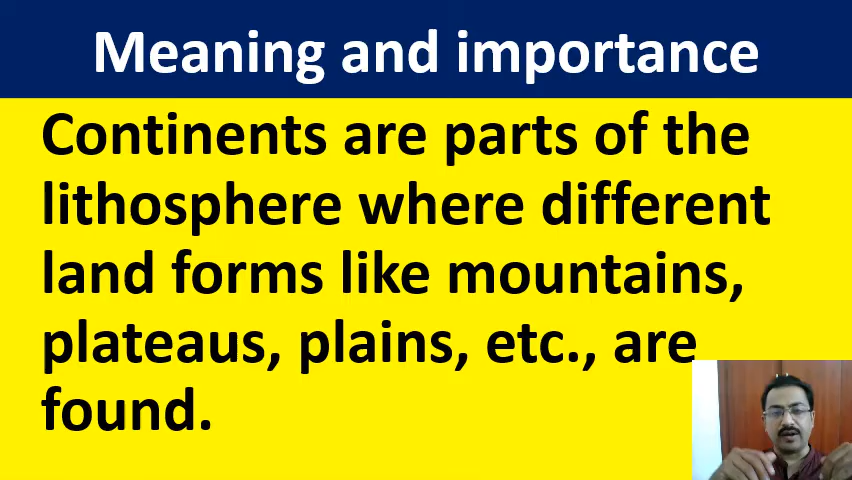 Meaning and importance
Continents are parts of the
lithosphere where different
land forms like mountains,
plateaus, plains, etc., are
found.